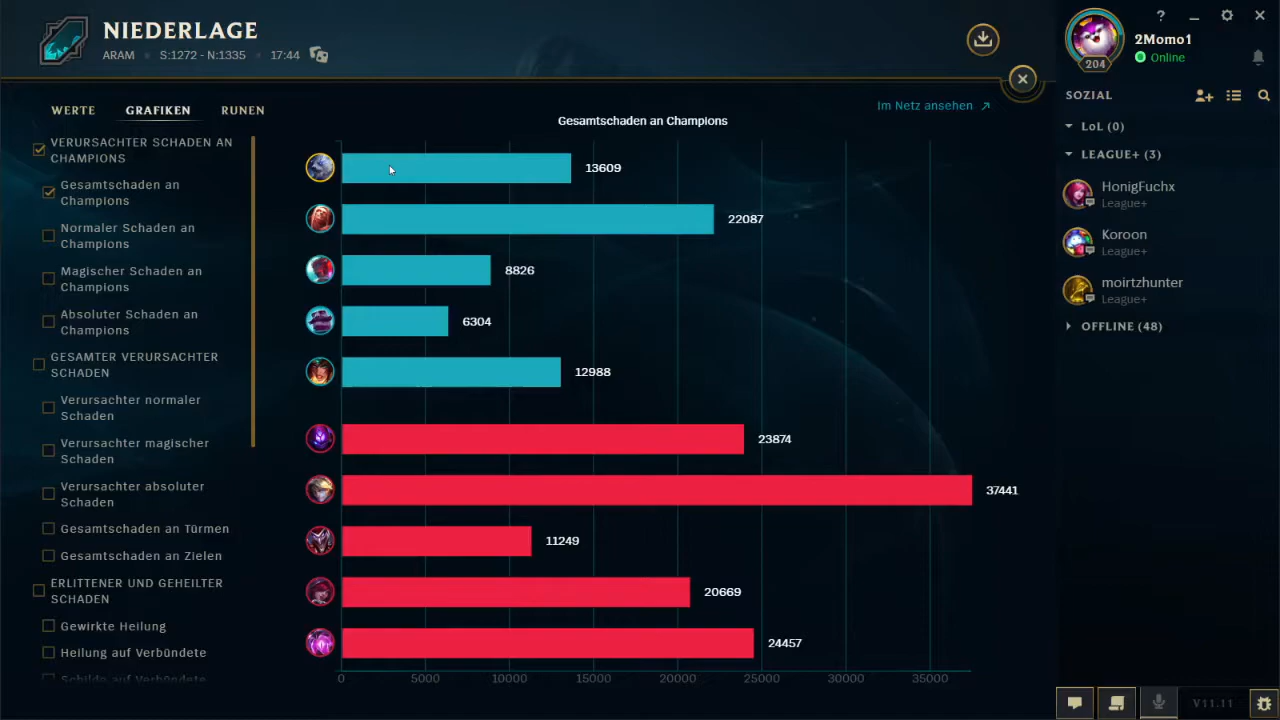 NIEDERLAGE
ARAM • S:1272 - N:1335 • 17:44
204
2Momo1
Online
WERTE GRAFIKEN RUNEN
Im Netz ansehen
VERURSACHTER SCHADEN AN
CHAMPIONS
Gesamtschaden an
Champions
Normaler Schaden an
Champions
Magischer Schaden an
Champions
Absoluter Schaden an
Champions
GESAMTER VERURSACHTER
SCHADEN
Verursachter normaler
Schaden
Verursachter magischer
Schaden
Verursachter absoluter
Schaden
Gesamtschaden an Türmen
Gesamtschaden an Zielen
ERLITTENER UND GEHEILTER
SCHADEN
Gewirkte Heilung
Heilung auf Verbündete
Schilde auf Verbündete
Gesamtschaden an Champions
13609
22087
8826
6304
12988
23874
37441
11249
20669
24457
0 5000 10000 15000 20000 25000 30000 35000
SOZIAL
LoL (0)
LEAGUE+ (3)
HonigFuchx
League+
Koroon
League+
moirtzhunter
League+
OFFLINE (48)
V11.11